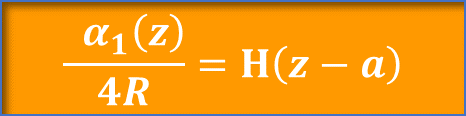 α₁(z)/4R = H(z − a)